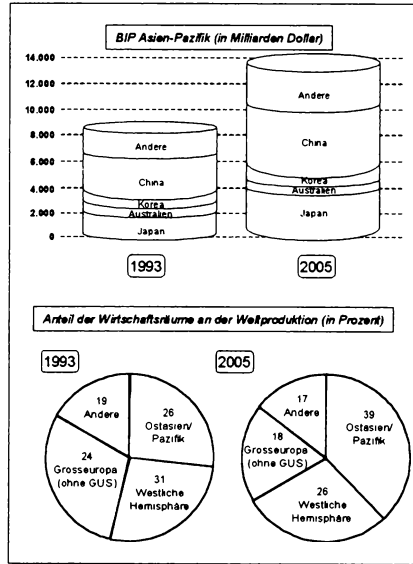 BIP Asien-Pazifik (in Milliarden Dollar)
14.000
12.000
10.000
8.000
6.000
4.000
2.000
0
Andere
China
Korea
Australien
Japan
Andere
China
Korea
Australien
Japan
1993
2005
Anteil der Wirtschaftsräume an der Weltproduktion (in Prozent)
1993
2005
19
Andere
26
Ostasien/
Pazifik
24
Grosseuropa
(ohne GUS)
31
Westliche
Hemisphäre
17
Andere
39
Ostasien/
Pazifik
18
Grosseuropa
(ohne GUS)
26
Westliche
Hemisphäre